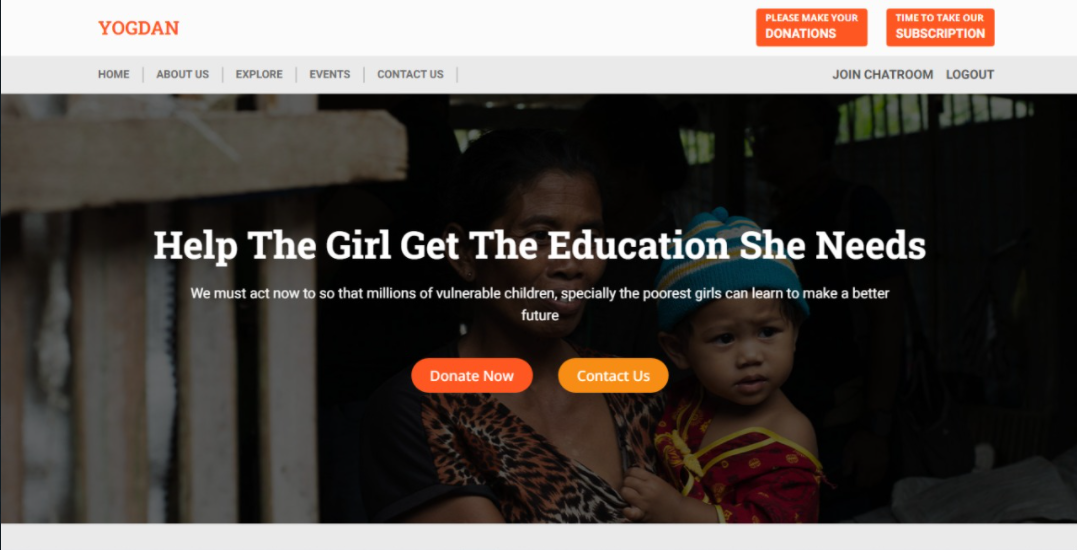 YOGDAN
PLEASE MAKE YOUR
DONATIONS
TIME TO TAKE OUR
SUBSCRIPTION
HOME
ABOUT US
EXPLORE
EVENTS
CONTACT US
JOIN CHATROOM
LOGOUT
Help The Girl Get The Education She Needs
We must act now to so that millions of vulnerable children, specially the poorest girls can learn to make a better
future
Donate Now
Contact Us